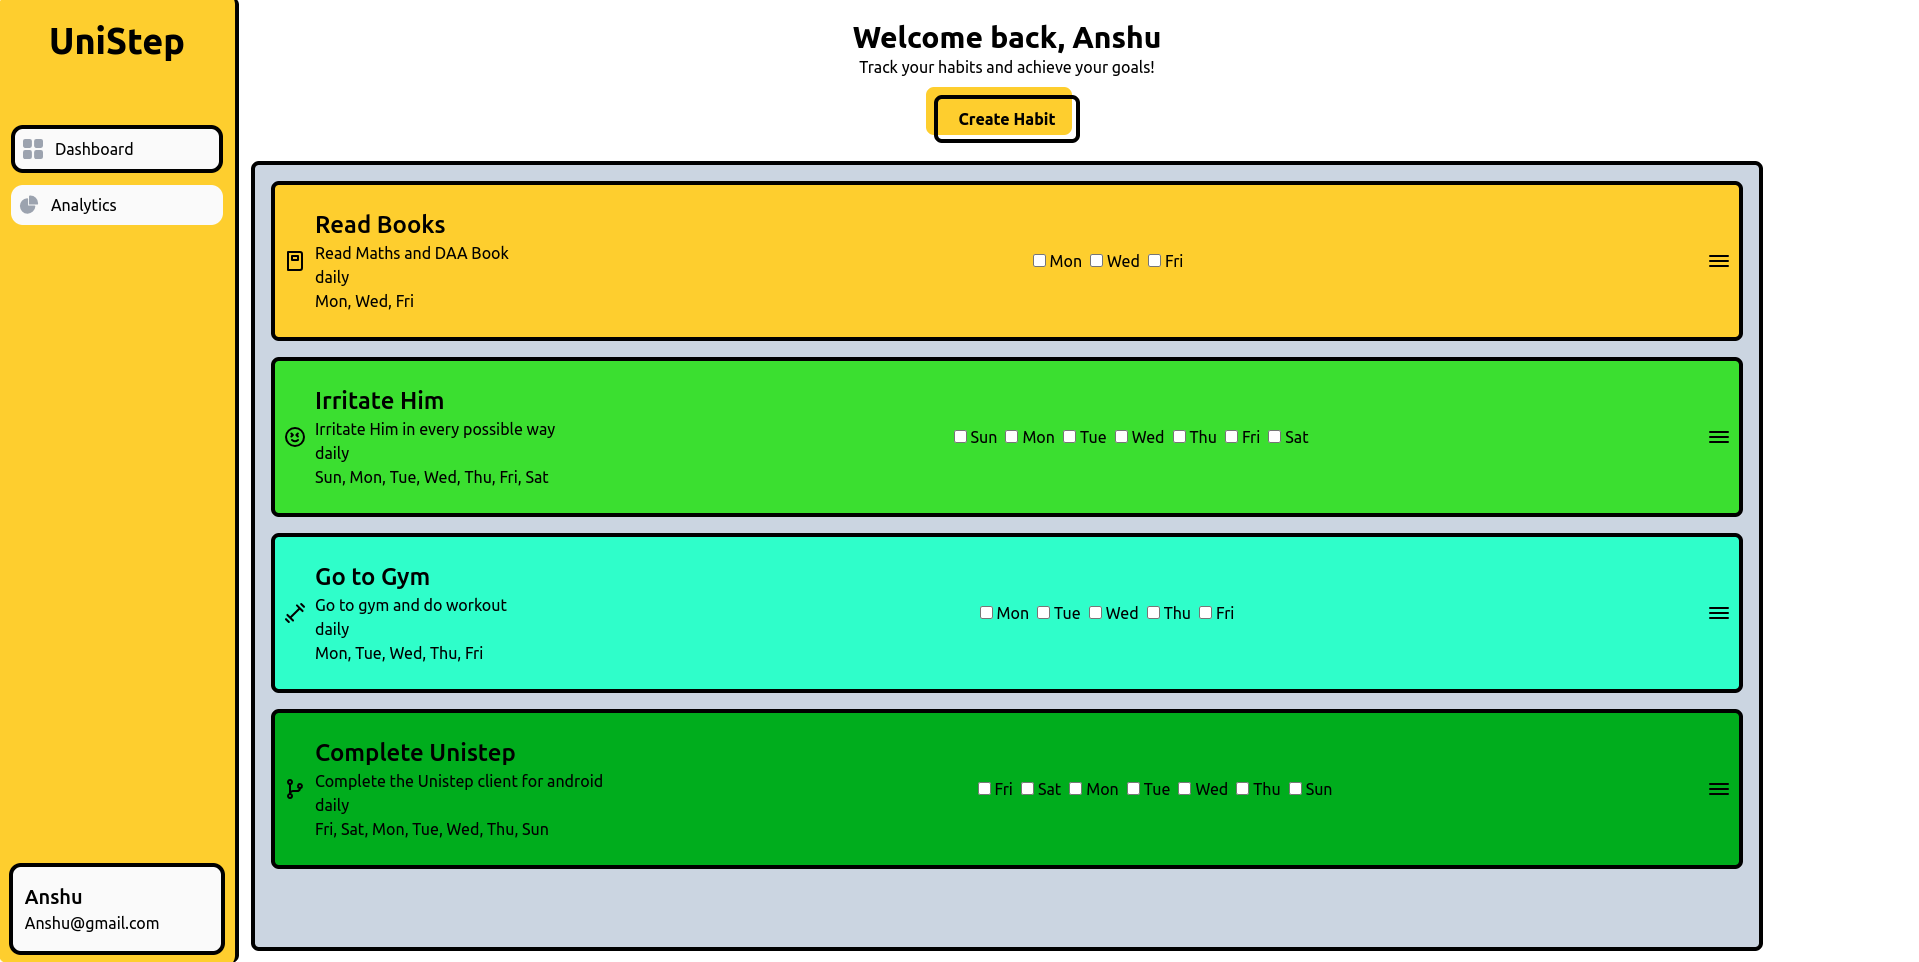 UniStep
Dashboard
Analytics
Anshu
Anshu@gmail.com
Welcome back, Anshu
Track your habits and achieve your goals!
Create Habit
Read Books
Read Maths and DAA Book
daily
Mon, Wed, Fri
Mon Wed Fri
Irritate Him
Irritate Him in every possible way
daily
Sun, Mon, Tue, Wed, Thu, Fri, Sat
Sun Mon Tue Wed Thu Fri Sat
Go to Gym
Go to gym and do workout
daily
Mon, Tue, Wed, Thu, Fri
Mon Tue Wed Thu Fri
Complete Unistep
Complete the Unistep client for android
daily
Fri, Sat, Mon, Tue, Wed, Thu, Sun
Fri Sat Mon Tue Wed Thu Sun